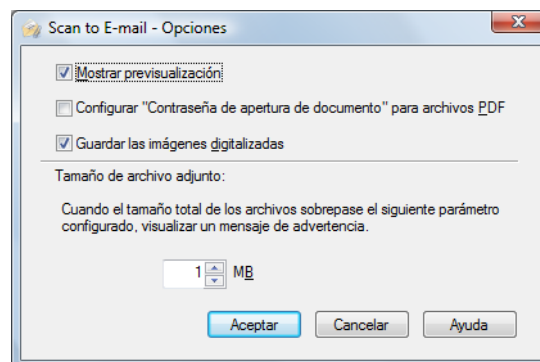 Scan to E-mail - Opciones
Mostrar previsualización
Configurar "Contraseña de apertura de documento" para archivos PDF
Guardar las imágenes digitalizadas
Tamaño de archivo adjunto:
Cuando el tamaño total de los archivos sobrepase el siguiente parámetro
configurado, visualizar un mensaje de advertencia.
1 MB
Aceptar Cancelar Ayuda